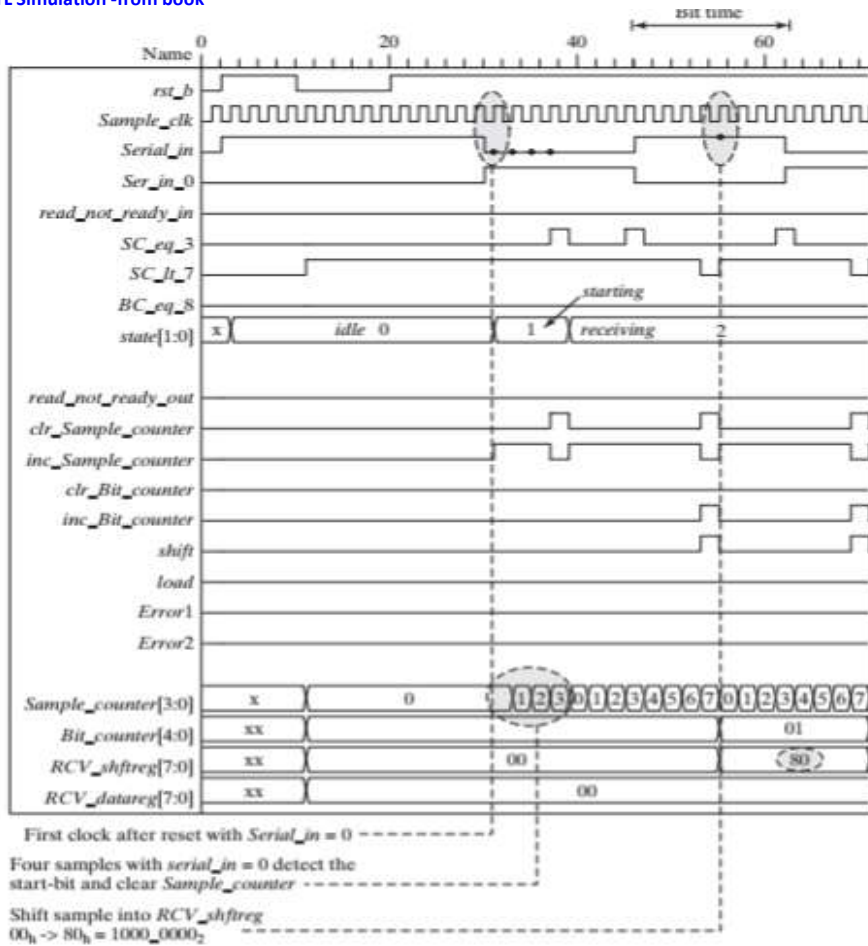 Simulation -from book
Bit time
0 20 40 60
Name
rst_b
Sample_clk
Serial_in
Ser_in_0
read_not_ready_in
SC_eq_3
SC_lt_7
BC_eq_8
starting
state[1:0] x idle 0 1 receiving 2
read_not_ready_out
clr_Sample_counter
inc_Sample_counter
clr_Bit_counter
inc_Bit_counter
shift
load
Error1
Error2
Sample_counter[3:0] x 0 1 2 3 0 1 2 3 4 5 6 7 0 1 2 3 4 5 6 7
Bit_counter[4:0] xx 01
RCV_shftreg[7:0] xx 00 80
RCV_datareg[7:0] xx 00
First clock after reset with Serial_in = 0
Four samples with serial_in = 0 detect the
start-bit and clear Sample_counter
Shift sample into RCV_shftreg
00h -> 80h = 1000_0000₂